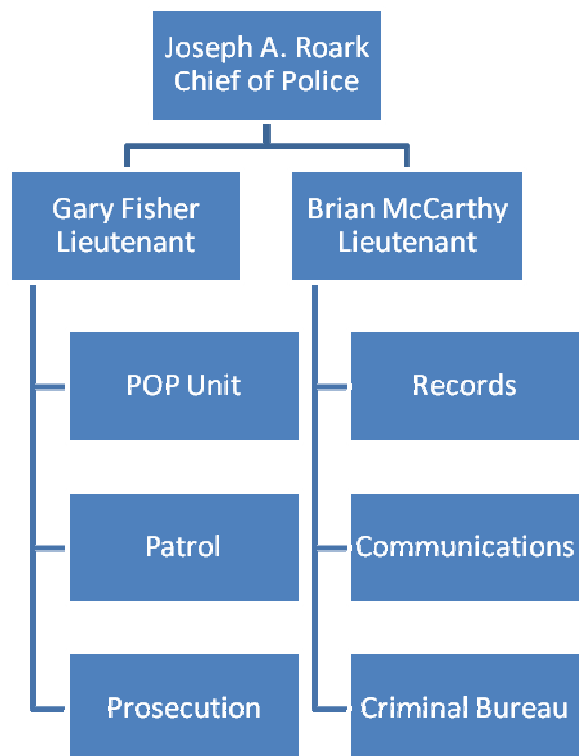 Joseph A. Roark
Chief of Police
Gary Fisher
Lieutenant
Brian McCarthy
Lieutenant
POP Unit
Records
Patrol
Communications
Prosecution
Criminal Bureau